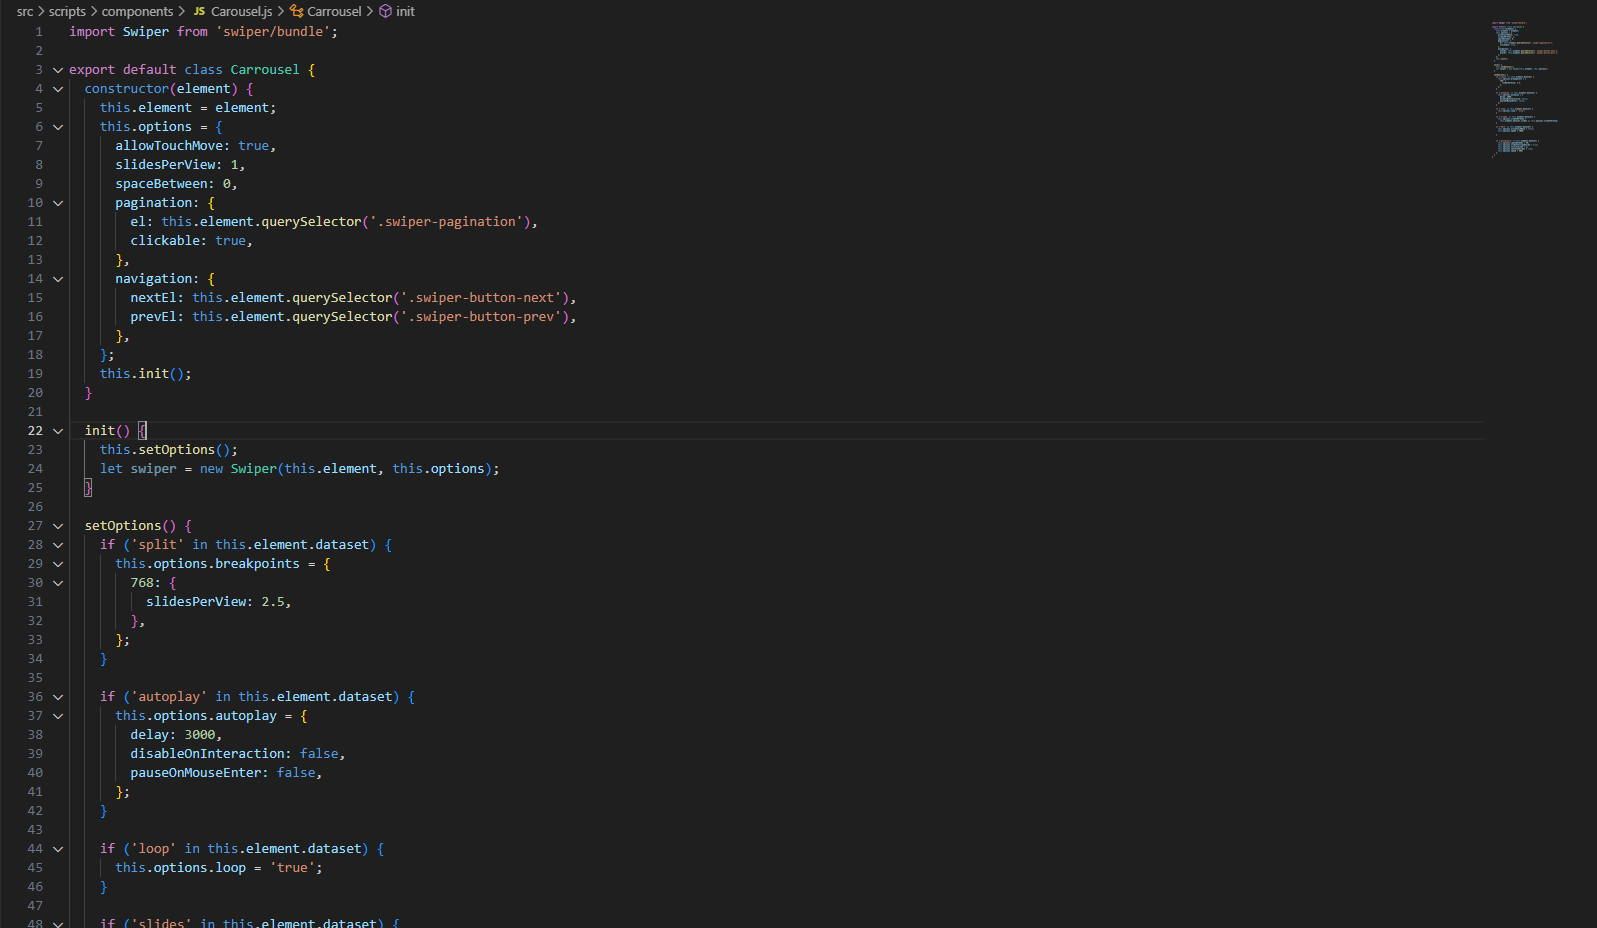 src > scripts > components > JS Carousel.js > Carrousel > init
1 import Swiper from 'swiper/bundle';
2
3 export default class Carrousel {
4 constructor(element) {
5 this.element = element;
6 this.options = {
7 allowTouchMove: true,
8 slidesPerView: 1,
9 spaceBetween: 0,
10 pagination: {
11 el: this.element.querySelector('.swiper-pagination'),
12 clickable: true,
13 },
14 navigation: {
15 nextEl: this.element.querySelector('.swiper-button-next'),
16 prevEl: this.element.querySelector('.swiper-button-prev'),
17 },
18 };
19 this.init();
20 }
21
22 init() {
23 this.setOptions();
24 let swiper = new Swiper(this.element, this.options);
25 }
26
27 setOptions() {
28 if ('split' in this.element.dataset) {
29 this.options.breakpoints = {
30 768: {
31 slidesPerView: 2.5,
32 },
33 };
34 }
35
36 if ('autoplay' in this.element.dataset) {
37 this.options.autoplay = {
38 delay: 3000,
39 disableOnInteraction: false,
40 pauseOnMouseEnter: false,
41 };
42 }
43
44 if ('loop' in this.element.dataset) {
45 this.options.loop = 'true';
46 }
47
48 if ('slides' in this.element.dataset) {